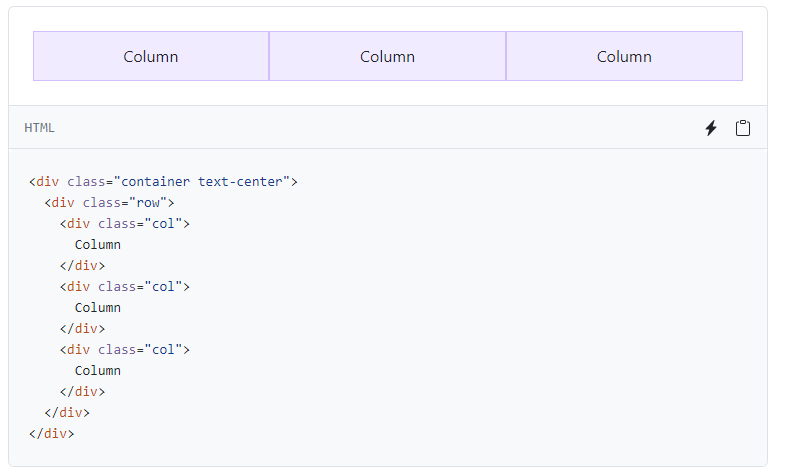 Column Column Column
HTML
<div class="container text-center">
  <div class="row">
    <div class="col">
      Column
    </div>
    <div class="col">
      Column
    </div>
    <div class="col">
      Column
    </div>
  </div>
</div>